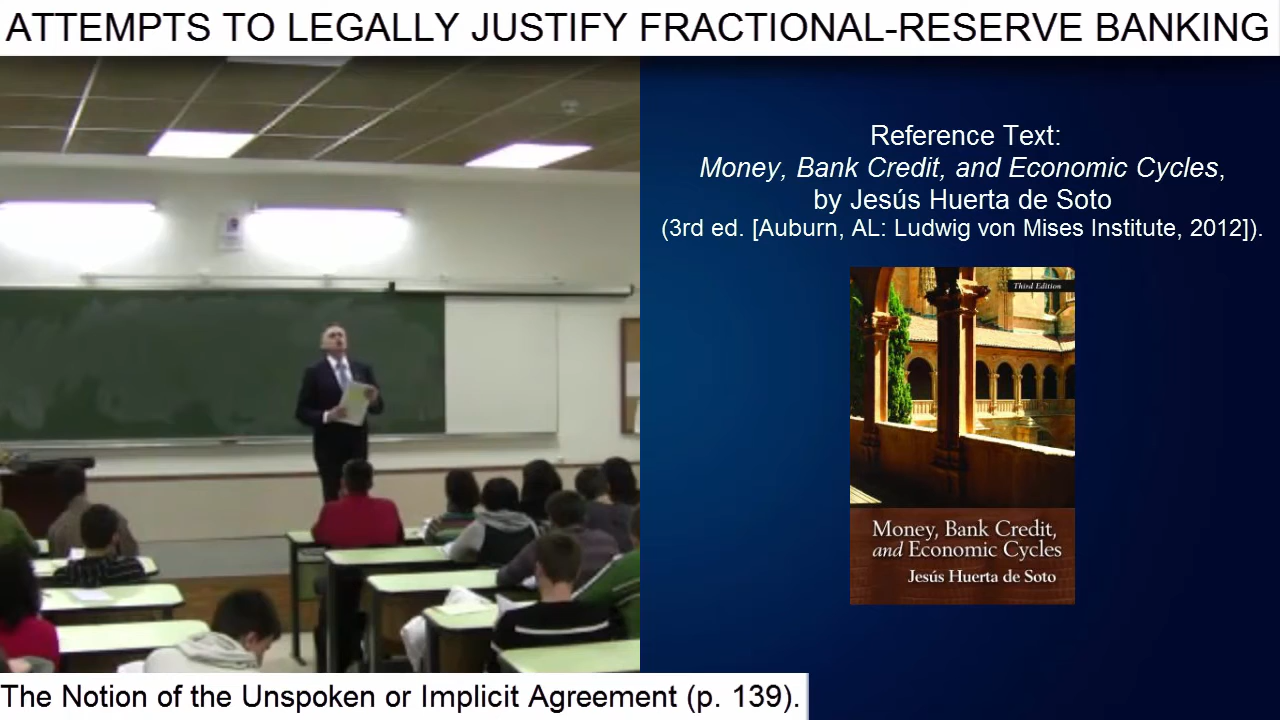 ATTEMPTS TO LEGALLY JUSTIFY FRACTIONAL-RESERVE BANKING
Reference Text:
Money, Bank Credit, and Economic Cycles,
by Jesús Huerta de Soto
(3rd ed. [Auburn, AL: Ludwig von Mises Institute, 2012]).
Third Edition
Money, Bank Credit,
and Economic Cycles
Jesús Huerta de Soto
The Notion of the Unspoken or Implicit Agreement (p. 139).